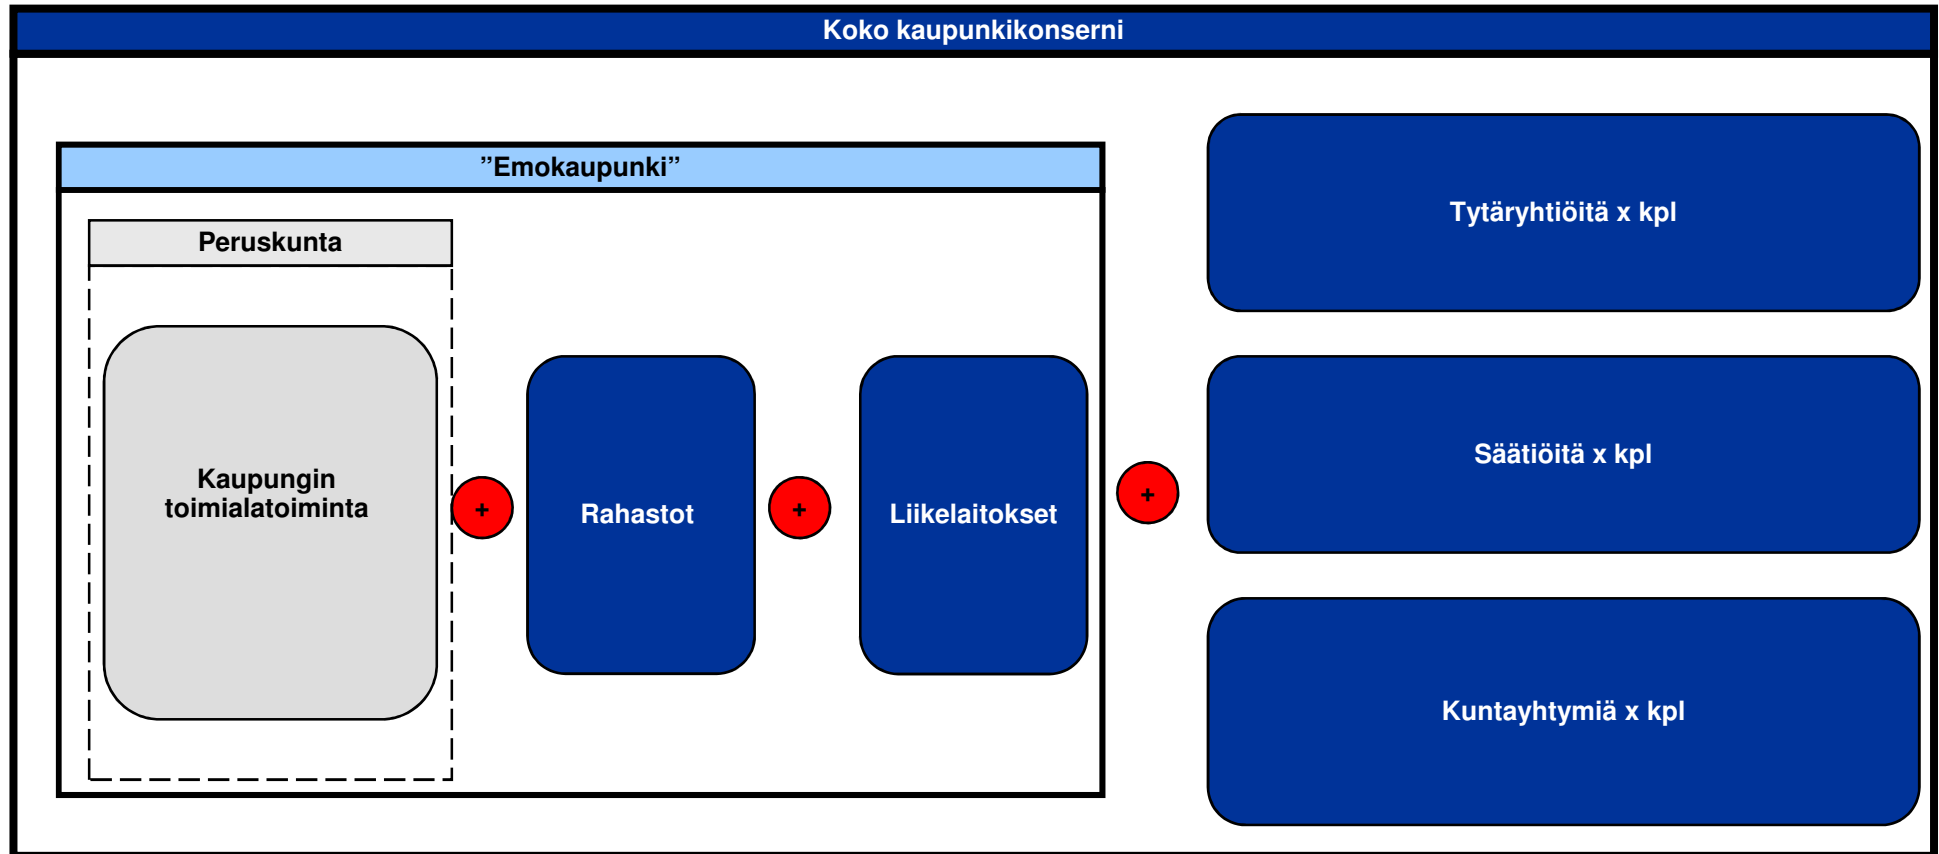 Koko kaupunkikonserni
”Emokaupunki”
Peruskunta
Kaupungin
toimialatoiminta
+
Rahastot
+
Liikelaitokset
+
Tytäryhtiöitä x kpl
Säätiöitä x kpl
Kuntayhtymiä x kpl